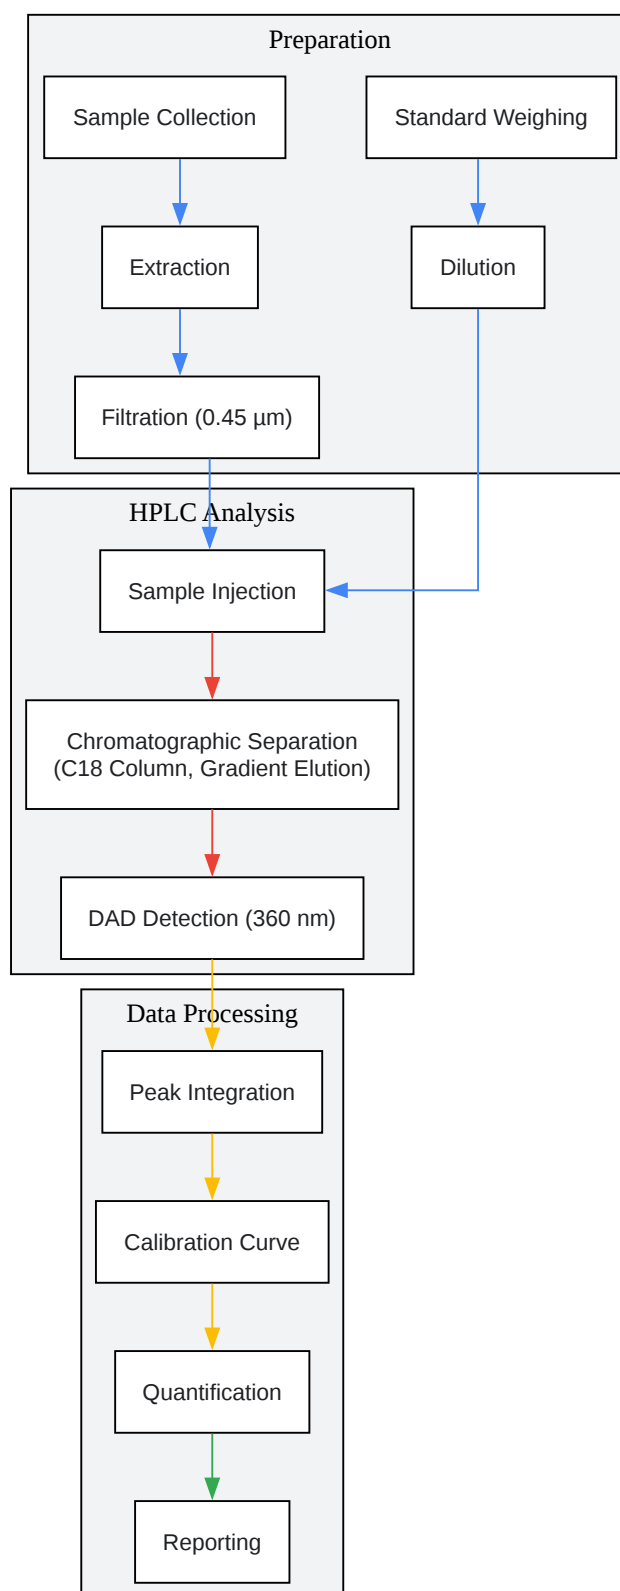 Preparation
Sample Collection
Standard Weighing
Extraction
Dilution
Filtration (0.45 µm)
HPLC Analysis
Sample Injection
Chromatographic Separation
(C18 Column, Gradient Elution)
DAD Detection (360 nm)
Data Processing
Peak Integration
Calibration Curve
Quantification
Reporting